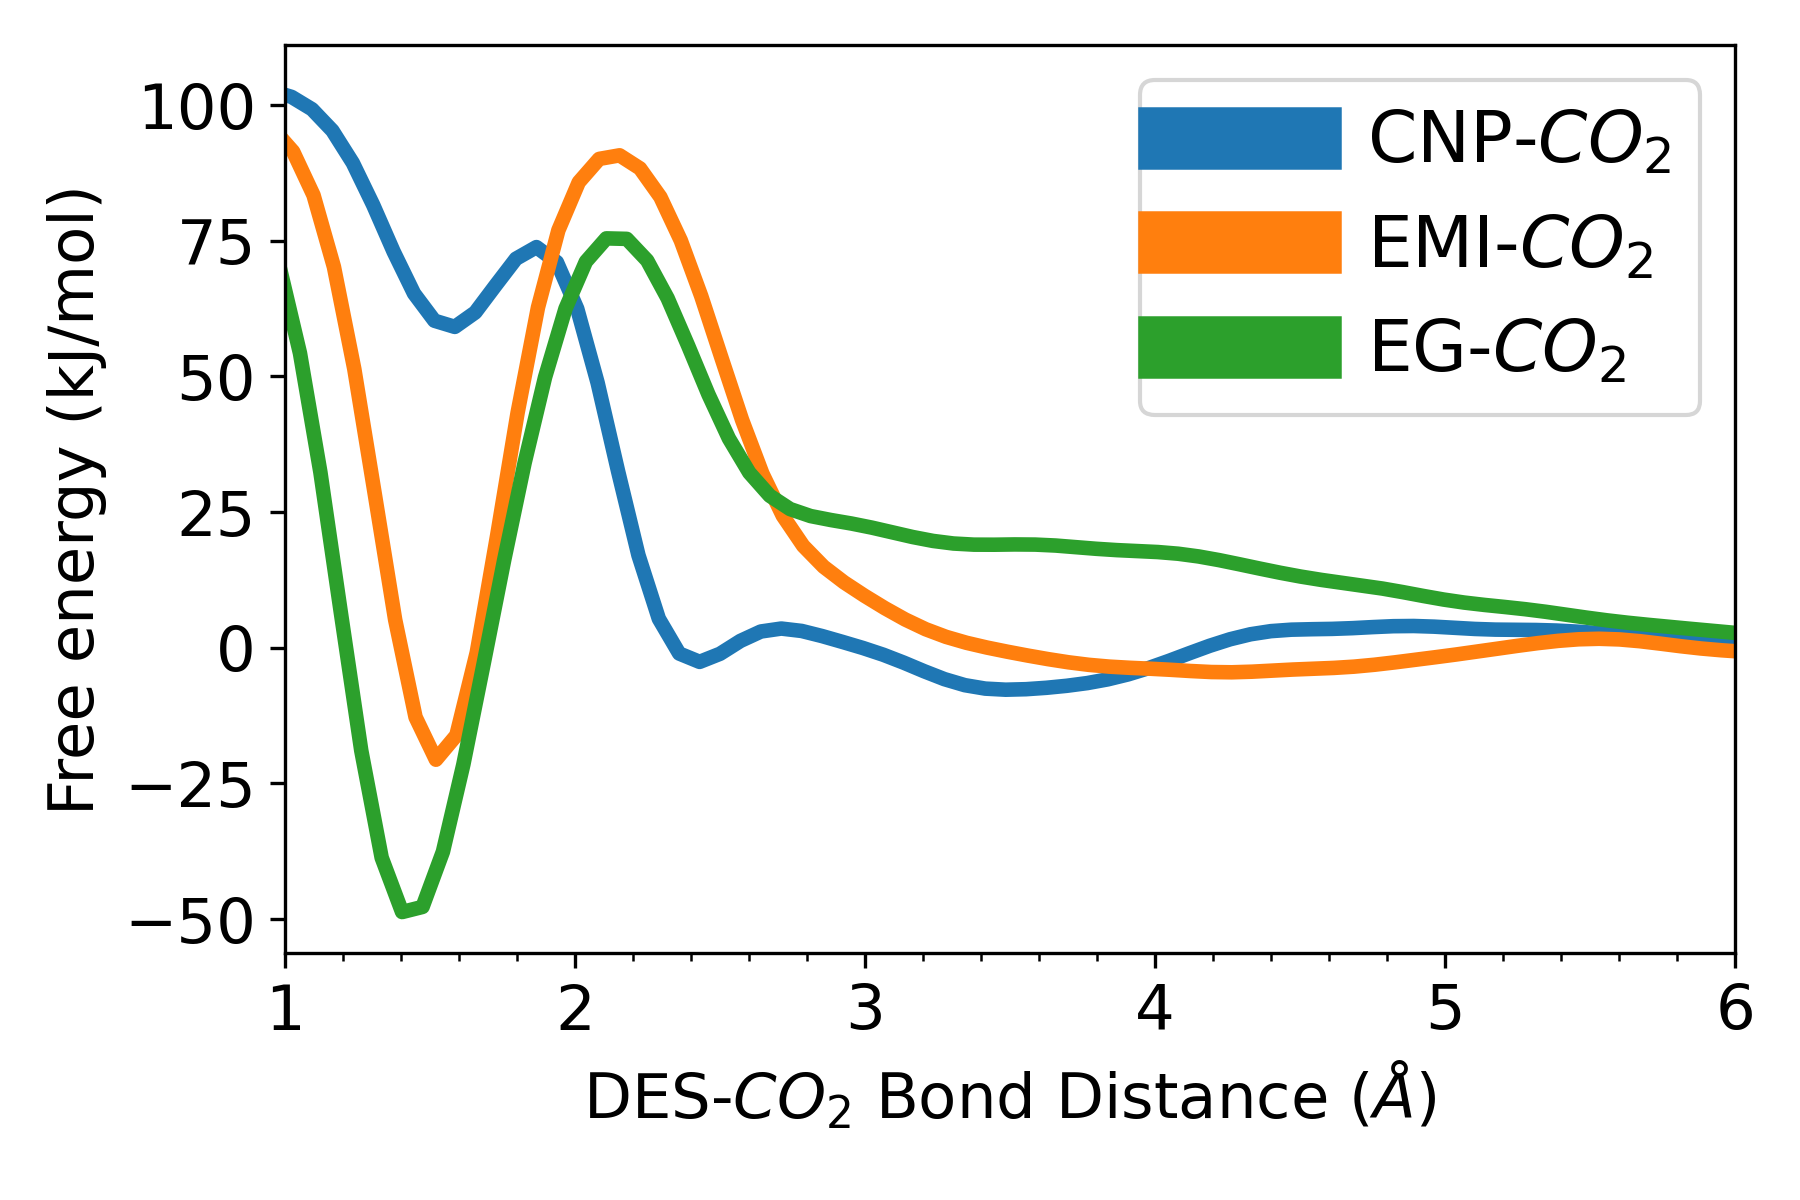 Free energy (kJ/mol)
100
75
50
25
0
−25
−50
CNP-CO₂
EMI-CO₂
EG-CO₂
1 2 3 4 5 6
DES-CO₂ Bond Distance (Å)